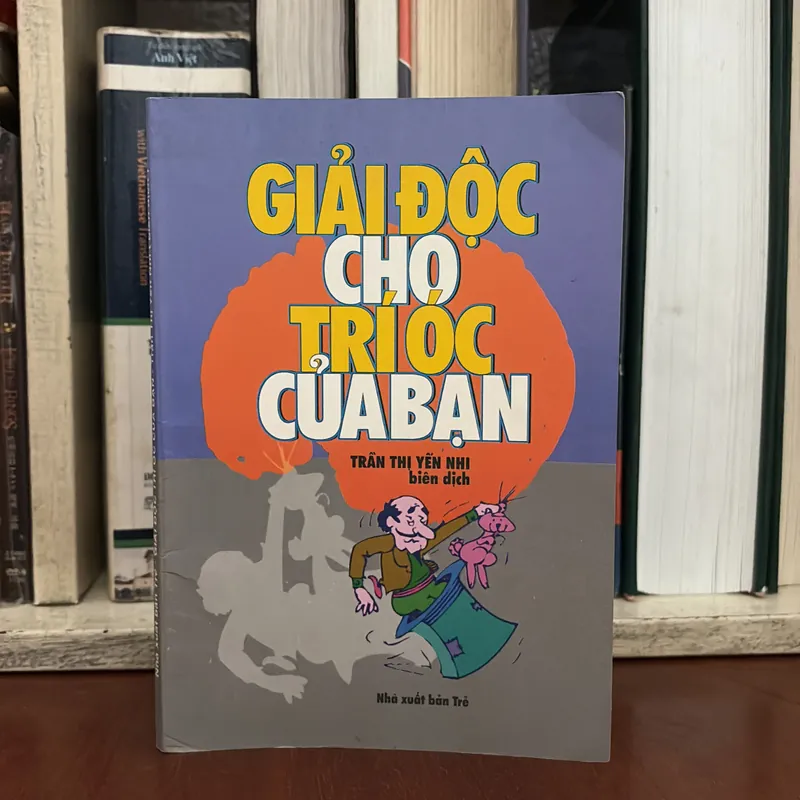 GIẢI ĐỘC
CHO
TRÍ ÓC
CỦA BẠN
TRẦN THỊ YẾN NHI
biên dịch
Nhà xuất bản Trẻ
Anh Việt
with Vietnamese Translation